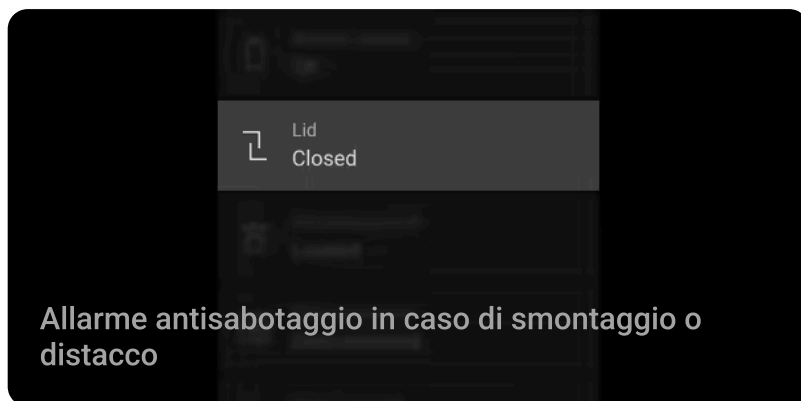 Lid
Closed
Allarme antisabotaggio in caso di smontaggio o
distacco